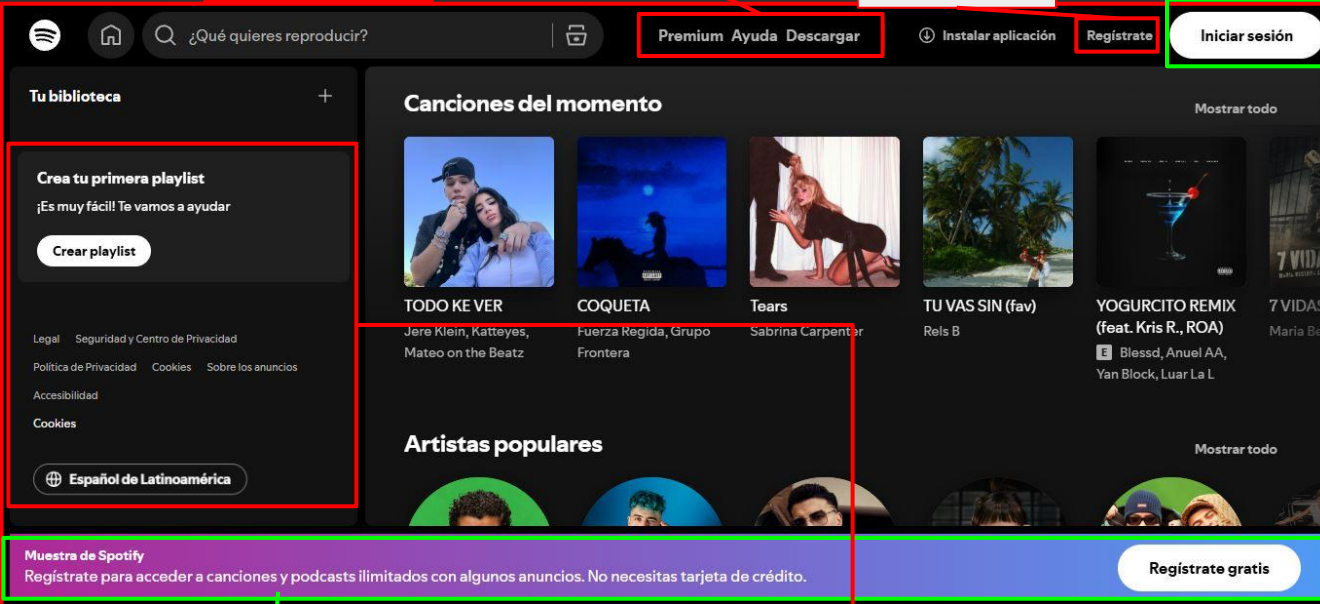 ¿Qué quieres reproducir?
Premium Ayuda Descargar
Instalar aplicación
Regístrate
Iniciar sesión
Tu biblioteca
Crea tu primera playlist
¡Es muy fácil! Te vamos a ayudar
Crear playlist
Legal Seguridad y Centro de Privacidad
Política de Privacidad Cookies Sobre los anuncios
Accesibilidad
Cookies
Español de Latinoamérica
Canciones del momento
Mostrar todo
TODO KE VER
Jere Klein, Katteyes,
Mateo on the Beatz
COQUETA
Fuerza Regida, Grupo
Frontera
Tears
Sabrina Carpenter
TU VAS SIN (fav)
Rels B
YOGURCITO REMIX
(feat. Kris R., ROA)
E Blessd, Anuel AA,
Yan Block, Luar La L
7 VIDAS
Maria Be
Artistas populares
Mostrar todo
Muestra de Spotify
Regístrate para acceder a canciones y podcasts ilimitados con algunos anuncios. No necesitas tarjeta de crédito.
Regístrate gratis